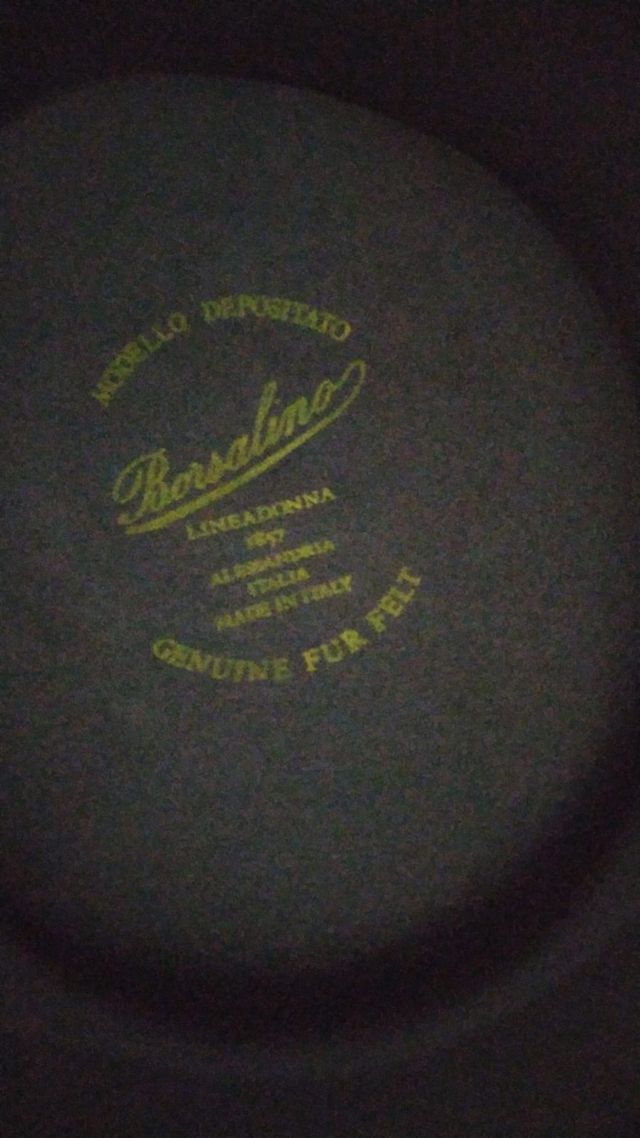 MODELLO DEPOSITATO
Borsalino
LINEADONNA
1857
ALESSANDRIA
ITALIA
MADE IN ITALY
GENUINE FUR FELT